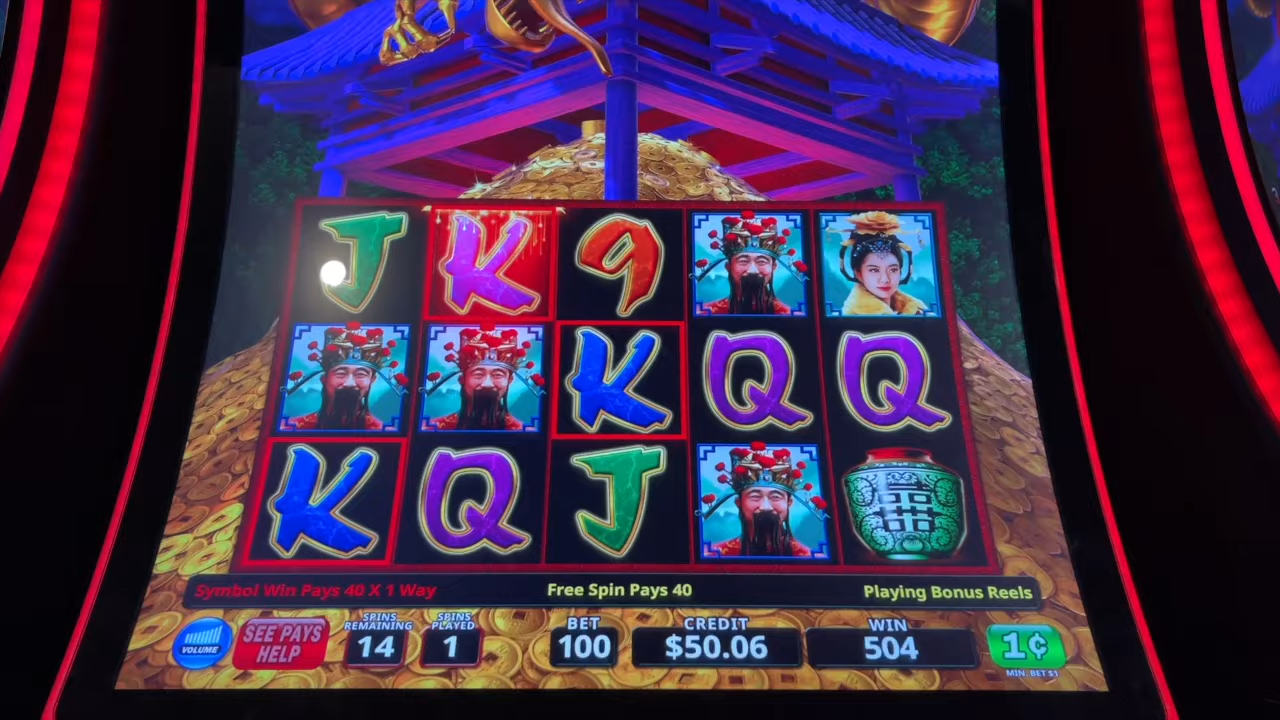 J K 9
K Q Q
K Q J
Symbol Win Pays 40 X 1 Way
Free Spin Pays 40
Playing Bonus Reels
VOLUME
SEE PAYS
HELP
SPINS
REMAINING
14
SPINS
PLAYED
1
BET
100
CREDIT
$50.06
WIN
504
1¢
MIN. BET $1